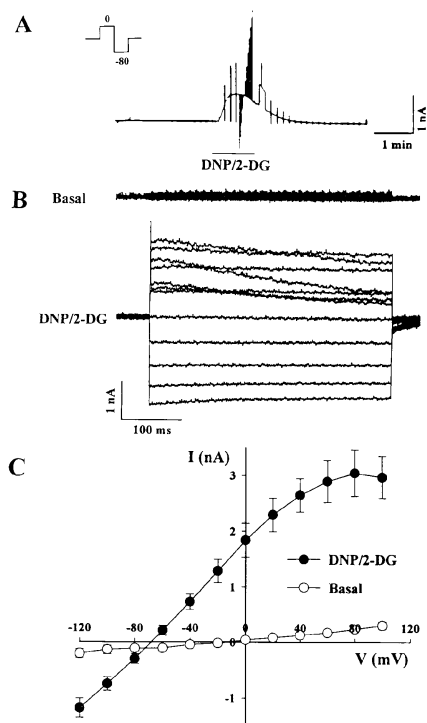 A
0
-80
1 nA
1 min
DNP/2-DG
B
Basal
DNP/2-DG
1 nA
100 ms
C
I (nA)
3
2
1
-1
DNP/2-DG
Basal
-120 -80 -40 0 40 80 120
V (mV)